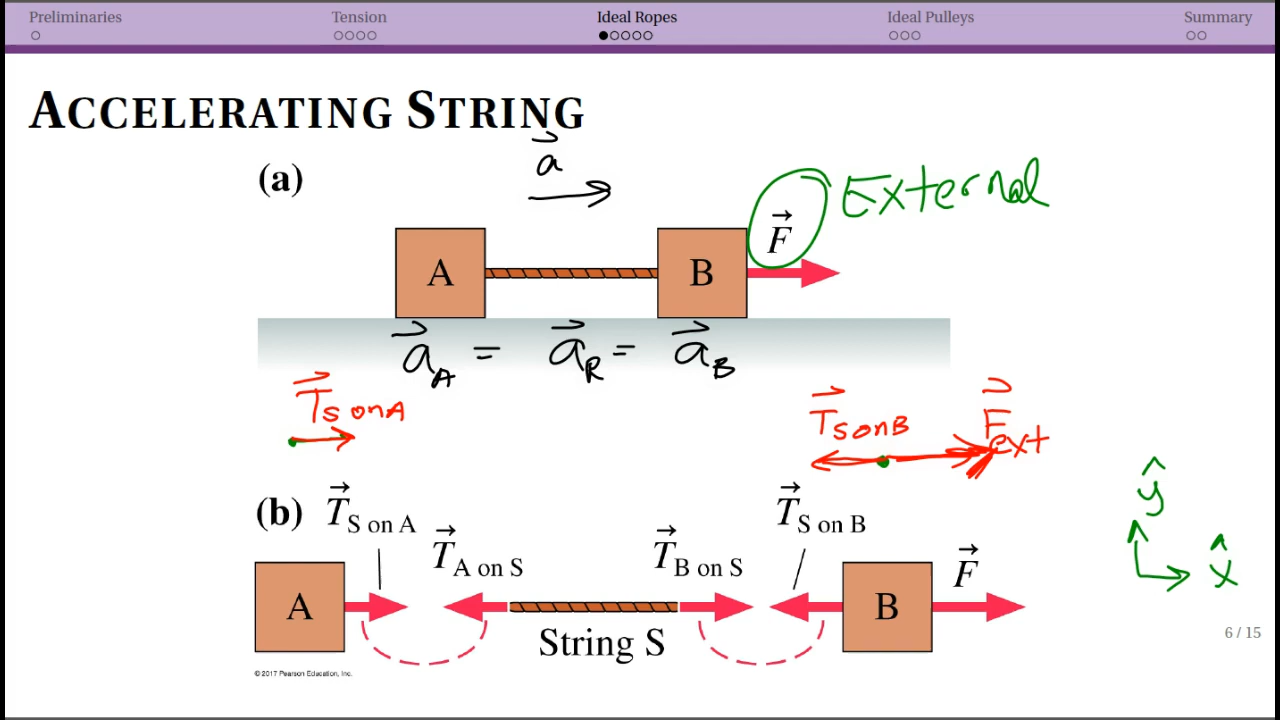 Preliminaries Tension Ideal Ropes Ideal Pulleys Summary
ACCELERATING STRING
(a)
a
External
F
A B
a_A = a_R = a_B
T_S on A
T_S on B
F_ext
(b)
T_S on A
T_A on S
T_B on S
T_S on B
F
ŷ
x̂
A
B
String S
6 / 15
© 2017 Pearson Education, Inc.